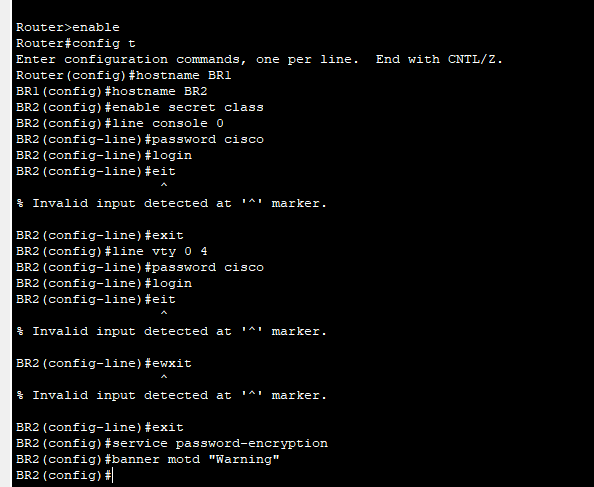 Router>enable
Router#config t
Enter configuration commands, one per line.  End with CNTL/Z.
Router(config)#hostname BR1
BR1(config)#hostname BR2
BR2(config)#enable secret class
BR2(config)#line console 0
BR2(config-line)#password cisco
BR2(config-line)#login
BR2(config-line)#eit
^
% Invalid input detected at '^' marker.
BR2(config-line)#exit
BR2(config)#line vty 0 4
BR2(config-line)#password cisco
BR2(config-line)#login
BR2(config-line)#eit
^
% Invalid input detected at '^' marker.
BR2(config-line)#ewxit
^
% Invalid input detected at '^' marker.
BR2(config-line)#exit
BR2(config)#service password-encryption
BR2(config)#banner motd "Warning"
BR2(config)#